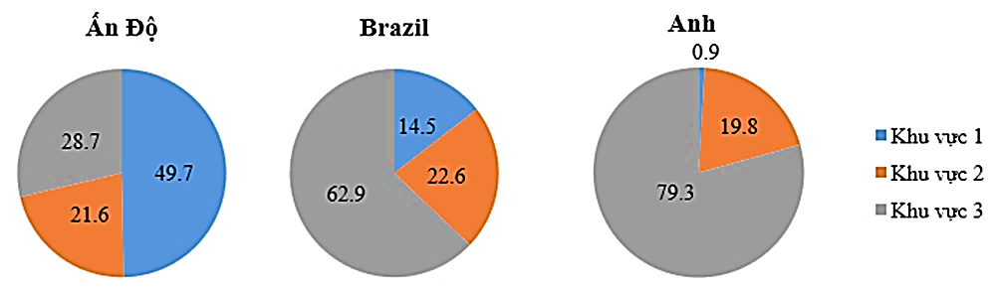 Ấn Độ
Brazil
Anh
0.9
28.7
49.7
21.6
14.5
22.6
62.9
19.8
79.3
Khu vực 1
Khu vực 2
Khu vực 3